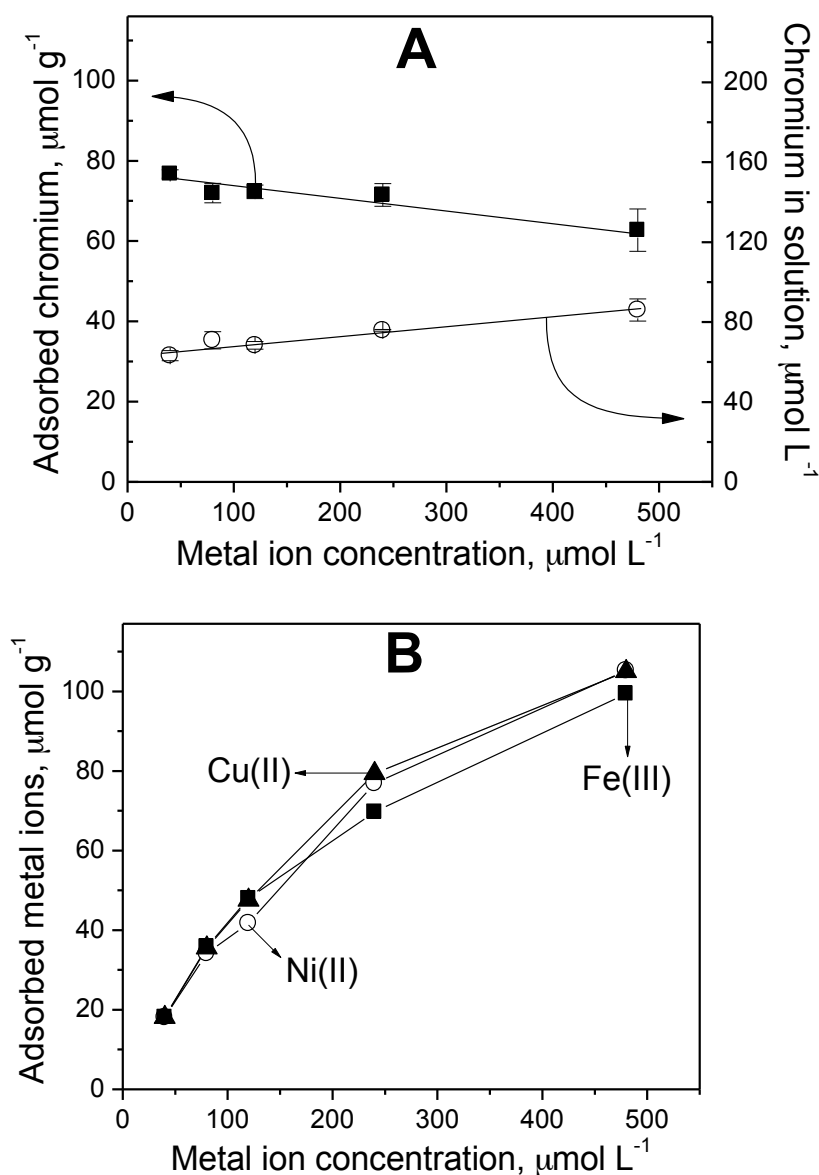 A
Adsorbed chromium, μmol g⁻¹
100
80
60
40
20
0
Chromium in solution, μmol L⁻¹
200
160
120
80
40
0
0 100 200 300 400 500
Metal ion concentration, μmol L⁻¹
B
Adsorbed metal ions, μmol g⁻¹
100
80
60
40
20
0
Cu(II)
Fe(III)
Ni(II)
0 100 200 300 400 500
Metal ion concentration, μmol L⁻¹